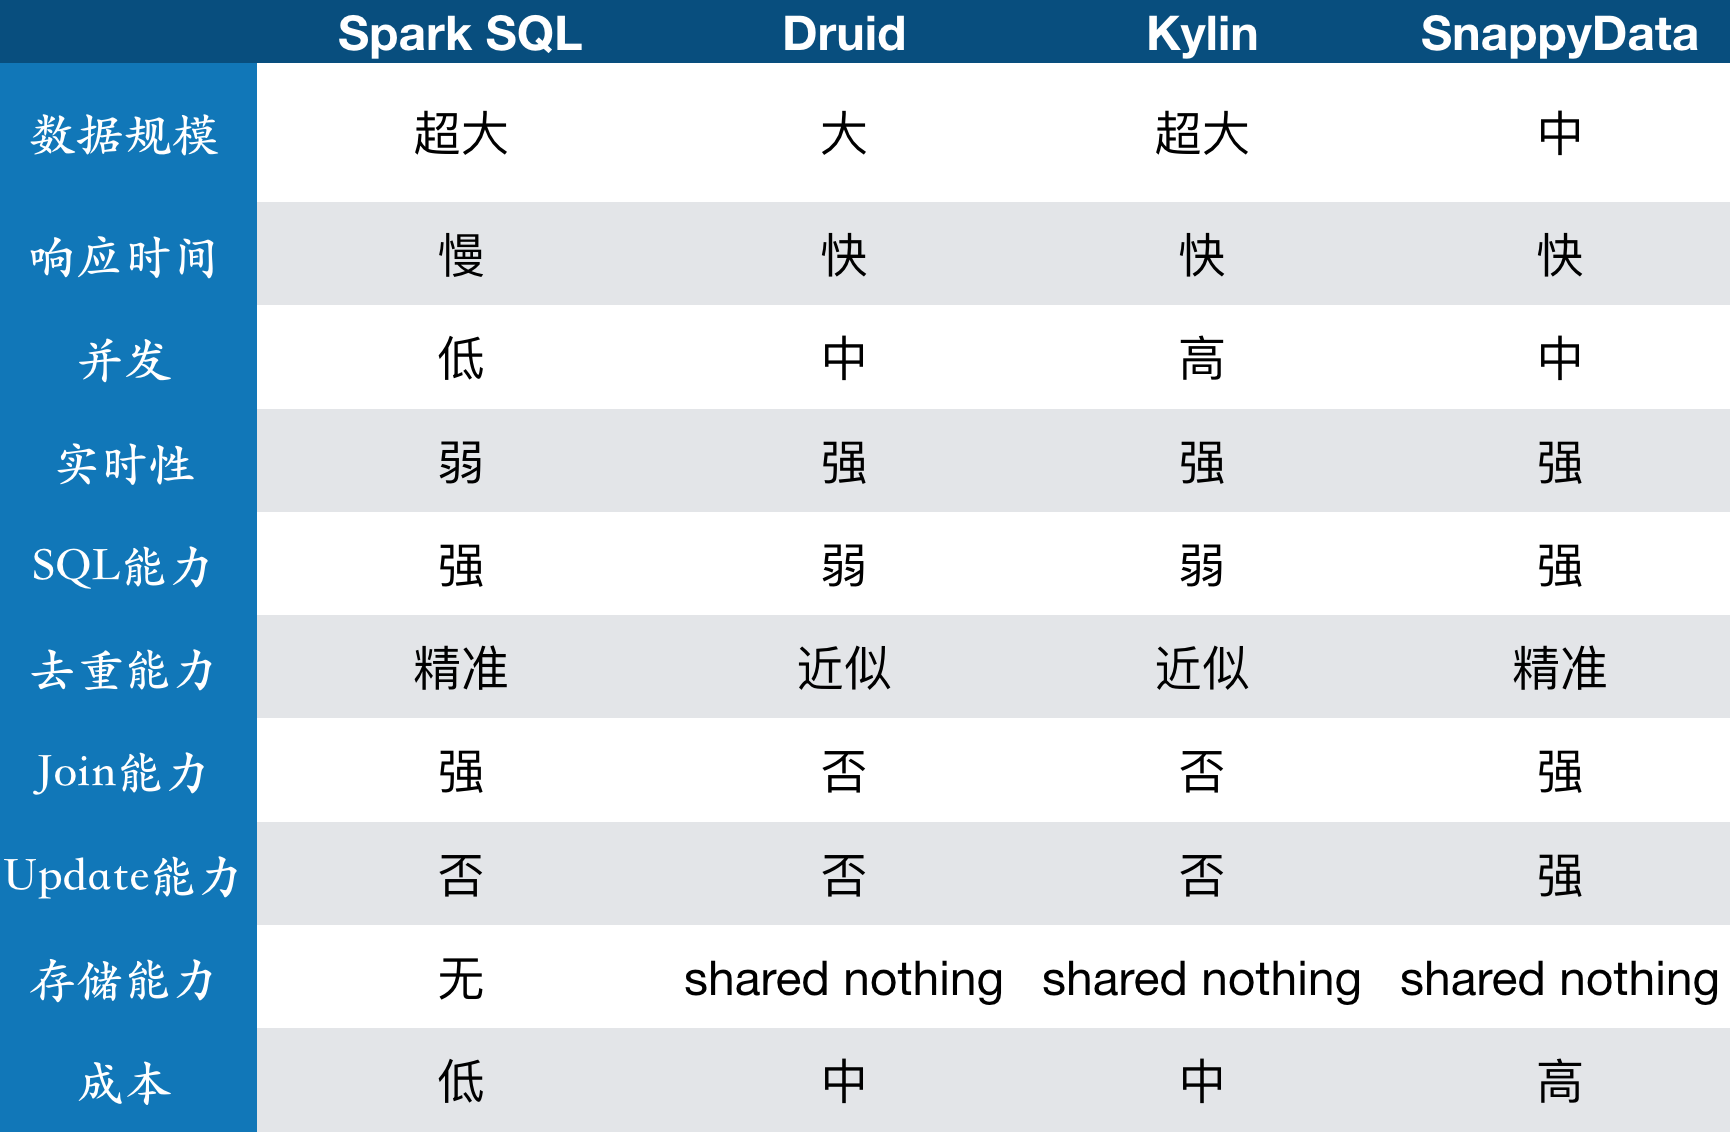 Spark SQL Druid Kylin SnappyData
数据规模 超大 大 超大 中
响应时间 慢 快 快 快
并发 低 中 高 中
实时性 弱 强 强 强
SQL能力 强 弱 弱 强
去重能力 精准 近似 近似 精准
Join能力 强 否 否 强
Update能力 否 否 否 强
存储能力 无 shared nothing shared nothing shared nothing
成本 低 中 中 高